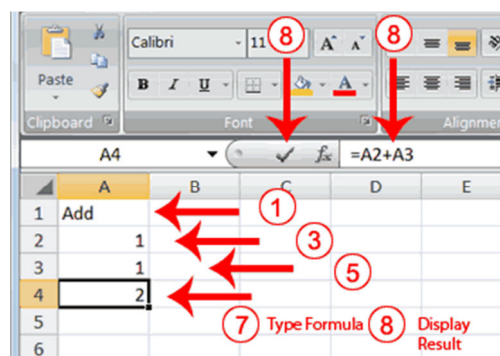 Calibri 11 A A
Paste B I U A
Clipboard Font Alignme
A4 fx =A2+A3
8 8
A B C D E
1 Add 1
2 1 3
3 1 5
4 2
7 Type Formula 8 Display
Result
5
6